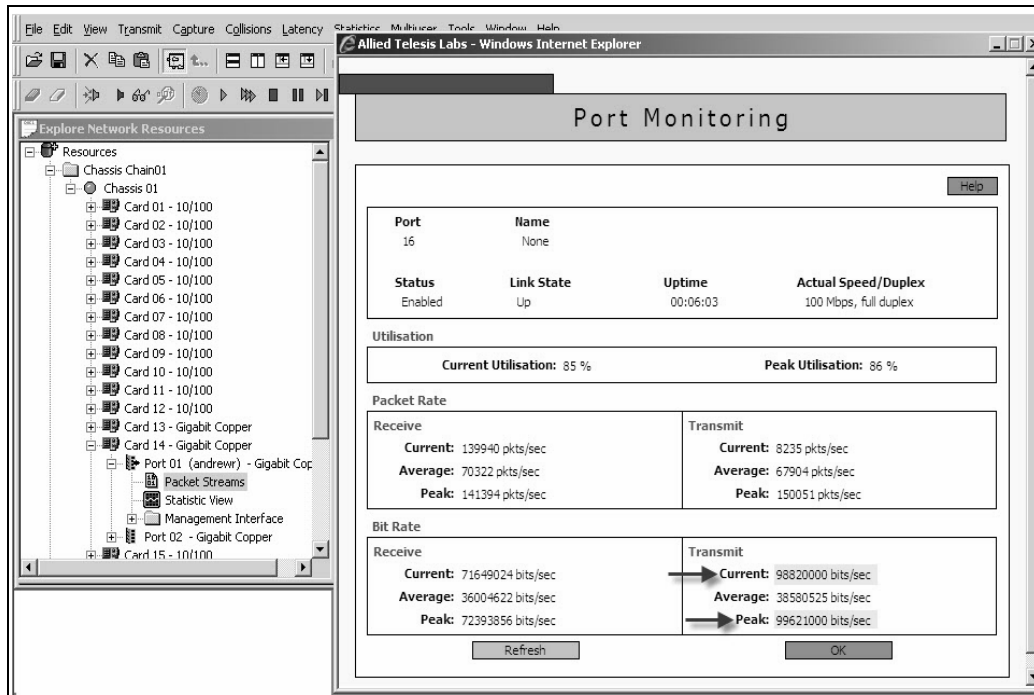 File Edit View Transmit Capture Collisions Latency Statistics Multiuser Tools Window Help
Allied Telesis Labs - Windows Internet Explorer
Explore Network Resources
Resources
Chassis Chain01
Chassis 01
Card 01 - 10/100
Card 02 - 10/100
Card 03 - 10/100
Card 04 - 10/100
Card 05 - 10/100
Card 06 - 10/100
Card 07 - 10/100
Card 08 - 10/100
Card 09 - 10/100
Card 10 - 10/100
Card 11 - 10/100
Card 12 - 10/100
Card 13 - Gigabit Copper
Card 14 - Gigabit Copper
Port 01 (andrewr) - Gigabit Cop
Packet Streams
Statistic View
Management Interface
Port 02 - Gigabit Copper
Card 15 - 10/100
Port Monitoring
Help
Port Name
16 None
Status Link State Uptime Actual Speed/Duplex
Enabled Up 00:06:03 100 Mbps, full duplex
Utilisation
Current Utilisation: 85 % Peak Utilisation: 86 %
Packet Rate
Receive Transmit
Current: 139940 pkts/sec Current: 8235 pkts/sec
Average: 70322 pkts/sec Average: 67904 pkts/sec
Peak: 141394 pkts/sec Peak: 150051 pkts/sec
Bit Rate
Receive Transmit
Current: 71649024 bits/sec Current: 98820000 bits/sec
Average: 36004622 bits/sec Average: 38580525 bits/sec
Peak: 72393856 bits/sec Peak: 99621000 bits/sec
Refresh OK